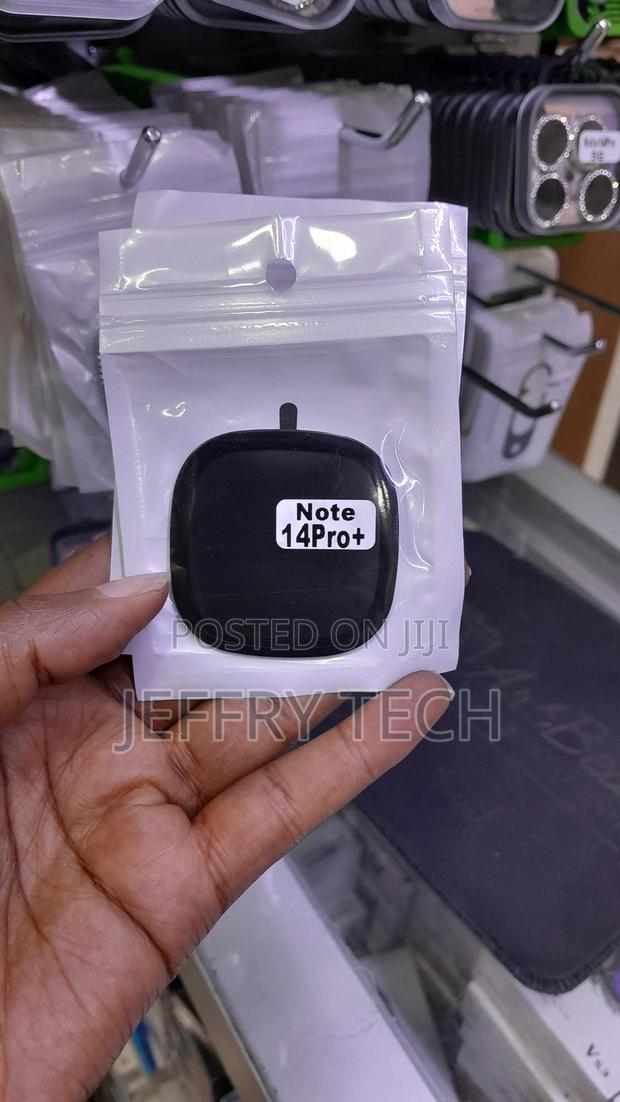 Note
14Pro+
POSTED ON JIJI
JEFFRY TECH